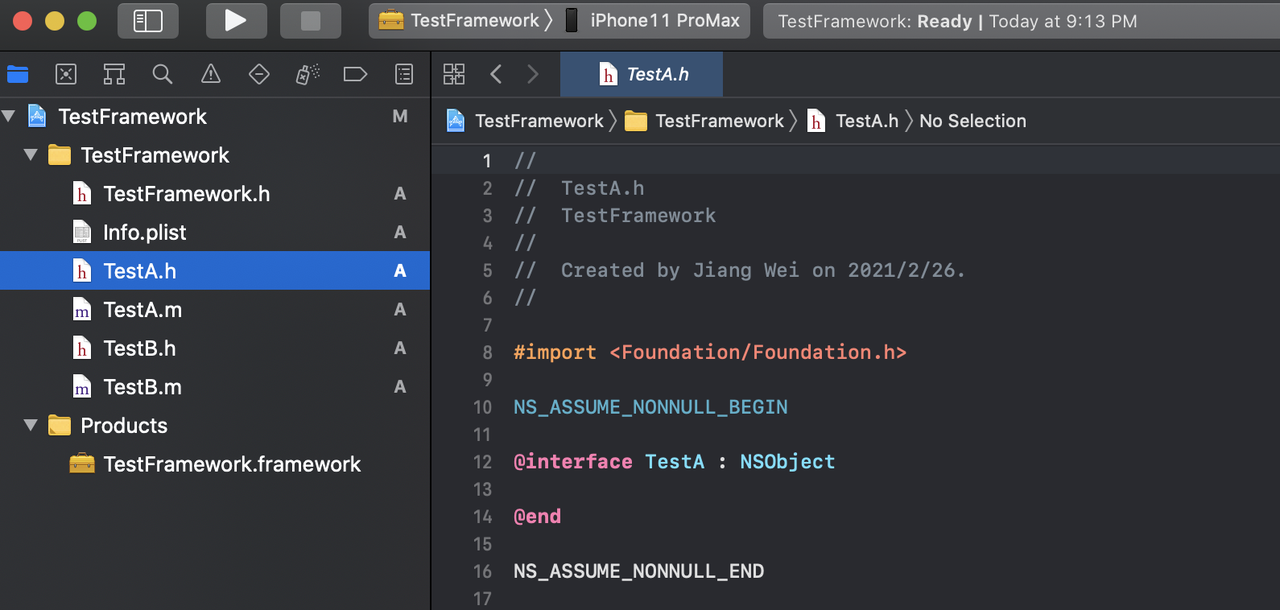 TestFramework〉 iPhone11 ProMax
TestFramework: Ready | Today at 9:13 PM
TestFramework M
TestFramework
TestFramework.h A
Info.plist A
TestA.h A
TestA.m A
TestB.h A
TestB.m A
Products
TestFramework.framework
TestA.h
TestFramework〉TestFramework〉TestA.h〉No Selection
1 //
2 //  TestA.h
3 //  TestFramework
4 //
5 //  Created by Jiang Wei on 2021/2/26.
6 //
7
8 #import <Foundation/Foundation.h>
9
10 NS_ASSUME_NONNULL_BEGIN
11
12 @interface TestA : NSObject
13
14 @end
15
16 NS_ASSUME_NONNULL_END
17